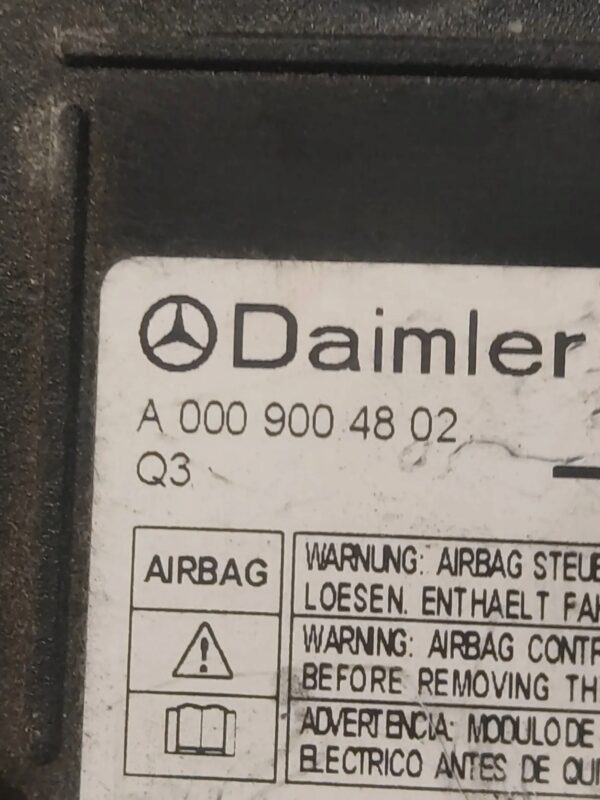 Daimler
A 000 900 48 02
Q3
AIRBAG
WARNUNG: AIRBAG
LOESEN. ENTHAELT
WARNING: AIRBAG
BEFORE REMOVING
ADVERTENCIA: MODULO DE
ELECTRICO ANTES DE